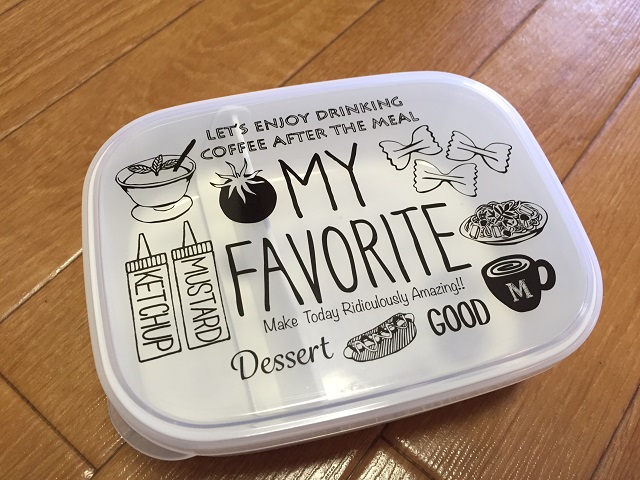 LET'S ENJOY DRINKING
COFFEE AFTER THE MEAL
MY
FAVORITE
KETCHUP
MUSTARD
Make Today Ridiculously Amazing!!
M
Dessert
GOOD